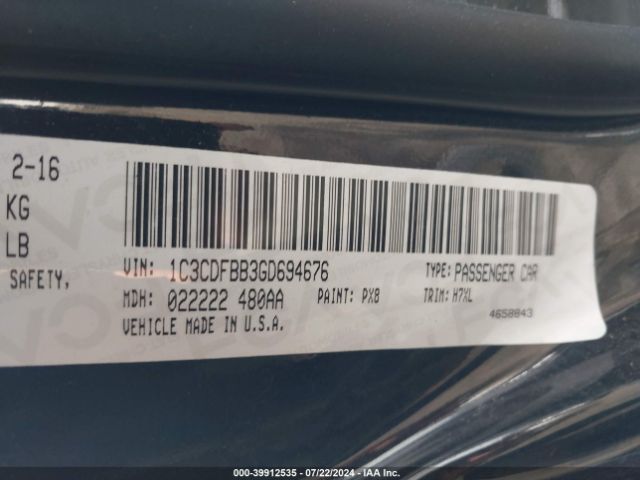 2-16
KG
LB
SAFETY,
VIN: 1C3CDFBB3GD694676 TYPE: PASSENGER CAR
MDH: 022222 480AA PAINT: PX8 TRIM: H7XL
VEHICLE MADE IN U.S.A. 4658843
000-39912535 - 07/22/2024 - IAA Inc.